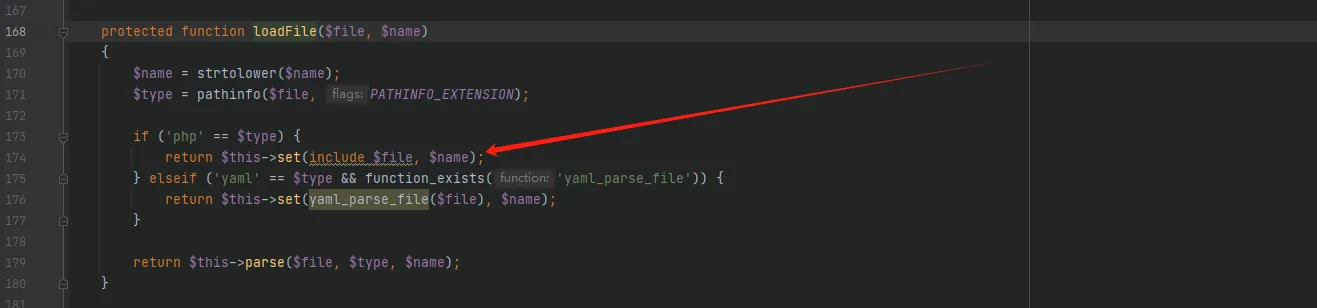 167
168 protected function loadFile($file, $name)
169 {
170 $name = strtolower($name);
171 $type = pathinfo($file, flags: PATHINFO_EXTENSION);
172
173 if ('php' == $type) {
174 return $this->set(include $file, $name);
175 } elseif ('yaml' == $type && function_exists( function: 'yaml_parse_file')) {
176 return $this->set(yaml_parse_file($file), $name);
177 }
178
179 return $this->parse($file, $type, $name);
180 }
181